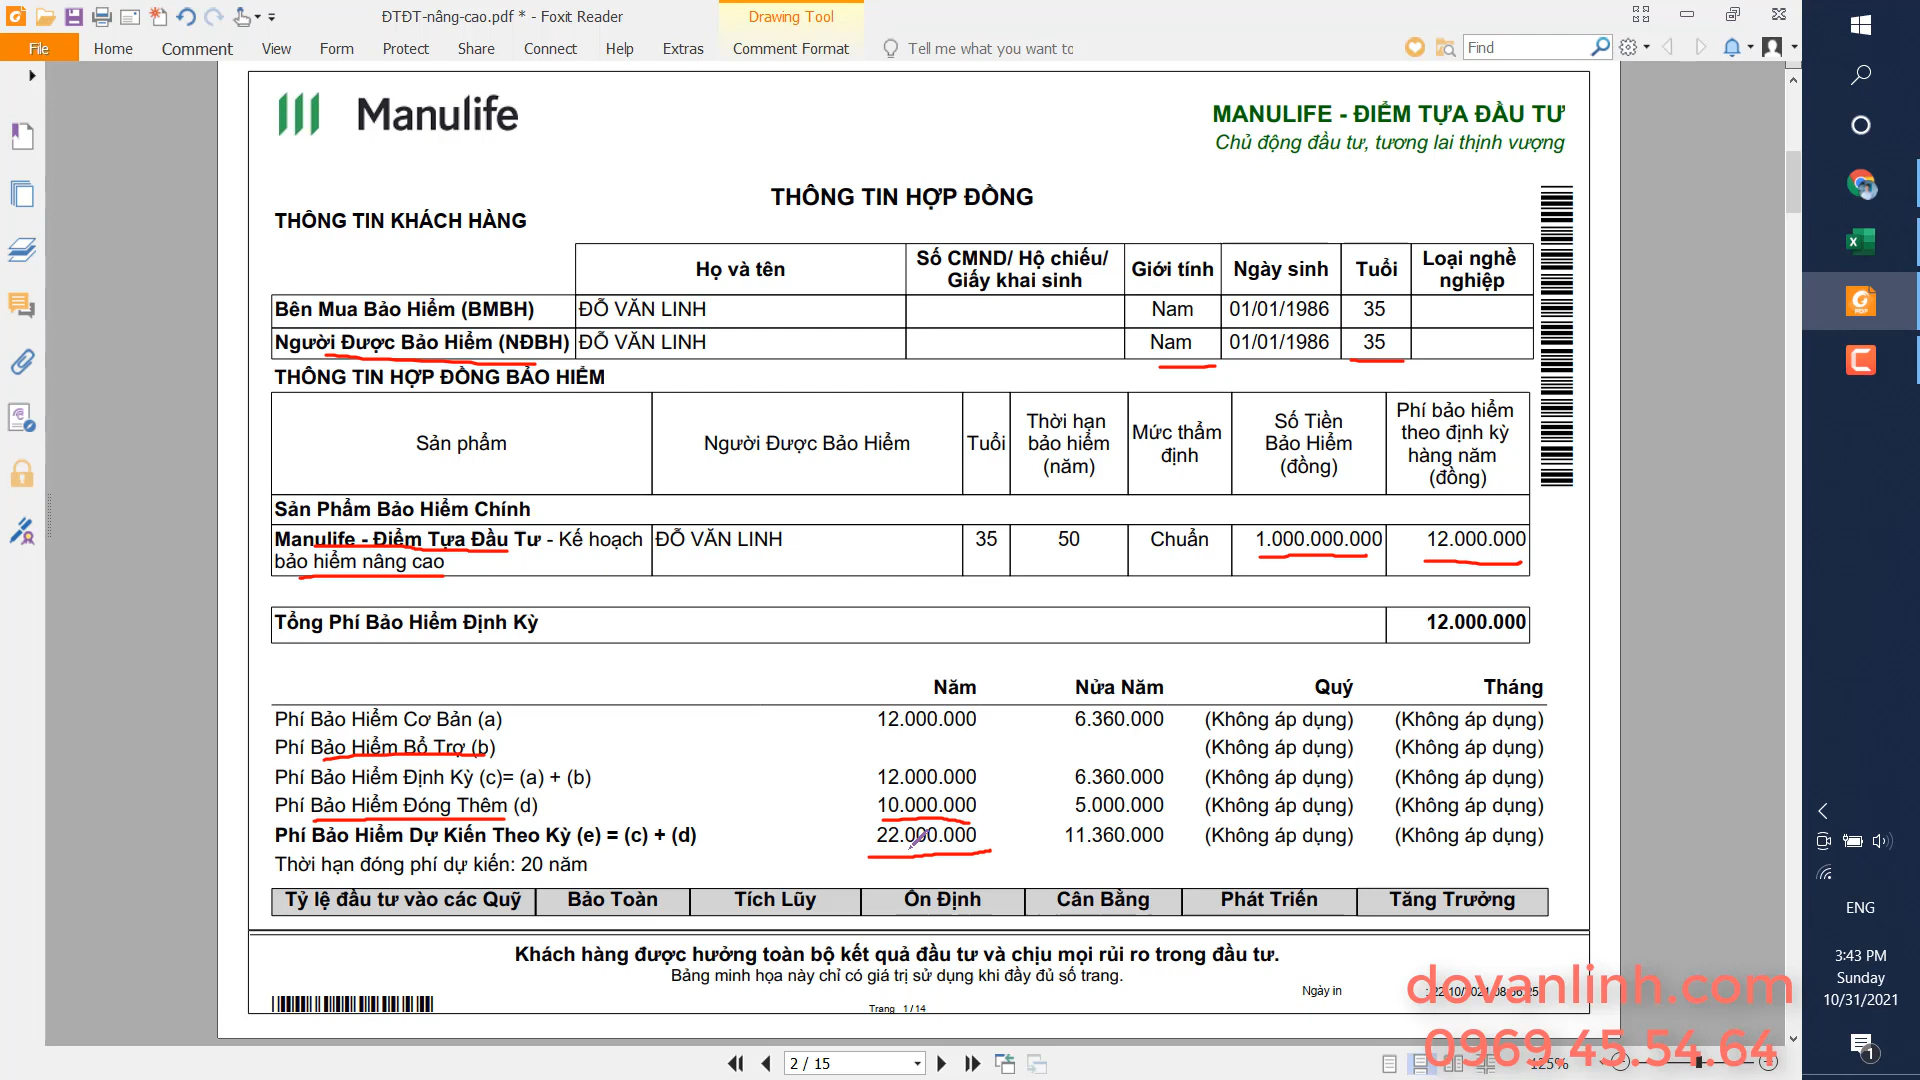 ĐTĐT-nâng-cao.pdf * - Foxit Reader
Drawing Tool
File Home Comment View Form Protect Share Connect Help Extras Comment Format Tell me what you want to Find
Manulife
MANULIFE - ĐIỂM TỰA ĐẦU TƯ
Chủ động đầu tư, tương lai thịnh vượng
THÔNG TIN HỢP ĐỒNG
THÔNG TIN KHÁCH HÀNG
Họ và tên Số CMND/ Hộ chiếu/ Giấy khai sinh Giới tính Ngày sinh Tuổi Loại nghề nghiệp
Bên Mua Bảo Hiểm (BMBH) ĐỖ VĂN LINH Nam 01/01/1986 35
Người Được Bảo Hiểm (NĐBH) ĐỖ VĂN LINH Nam 01/01/1986 35
THÔNG TIN HỢP ĐỒNG BẢO HIỂM
Sản phẩm Người Được Bảo Hiểm Tuổi Thời hạn bảo hiểm (năm) Mức thẩm định Số Tiền Bảo Hiểm (đồng) Phí bảo hiểm theo định kỳ hàng năm (đồng)
Sản Phẩm Bảo Hiểm Chính
Manulife - Điểm Tựa Đầu Tư - Kế hoạch bảo hiểm nâng cao ĐỖ VĂN LINH 35 50 Chuẩn 1.000.000.000 12.000.000
Tổng Phí Bảo Hiểm Định Kỳ 12.000.000
Năm Nửa Năm Quý Tháng
Phí Bảo Hiểm Cơ Bản (a) 12.000.000 6.360.000 (Không áp dụng) (Không áp dụng)
Phí Bảo Hiểm Bổ Trợ (b) (Không áp dụng) (Không áp dụng)
Phí Bảo Hiểm Định Kỳ (c)= (a) + (b) 12.000.000 6.360.000 (Không áp dụng) (Không áp dụng)
Phí Bảo Hiểm Đóng Thêm (d) 10.000.000 5.000.000 (Không áp dụng) (Không áp dụng)
Phí Bảo Hiểm Dự Kiến Theo Kỳ (e) = (c) + (d) 22.000.000 11.360.000 (Không áp dụng) (Không áp dụng)
Thời hạn đóng phí dự kiến: 20 năm
Tỷ lệ đầu tư vào các Quỹ Bảo Toàn Tích Lũy Ổn Định Cân Bằng Phát Triển Tăng Trưởng
Khách hàng được hưởng toàn bộ kết quả đầu tư và chịu mọi rủi ro trong đầu tư.
Bảng minh họa này chỉ có giá trị sử dụng khi đầy đủ số trang.
Ngày in
Trang 1 / 14
dovanlinh.com
0969.45.54.64
2 / 15
125%
ENG
3:43 PM
Sunday
10/31/2021
1